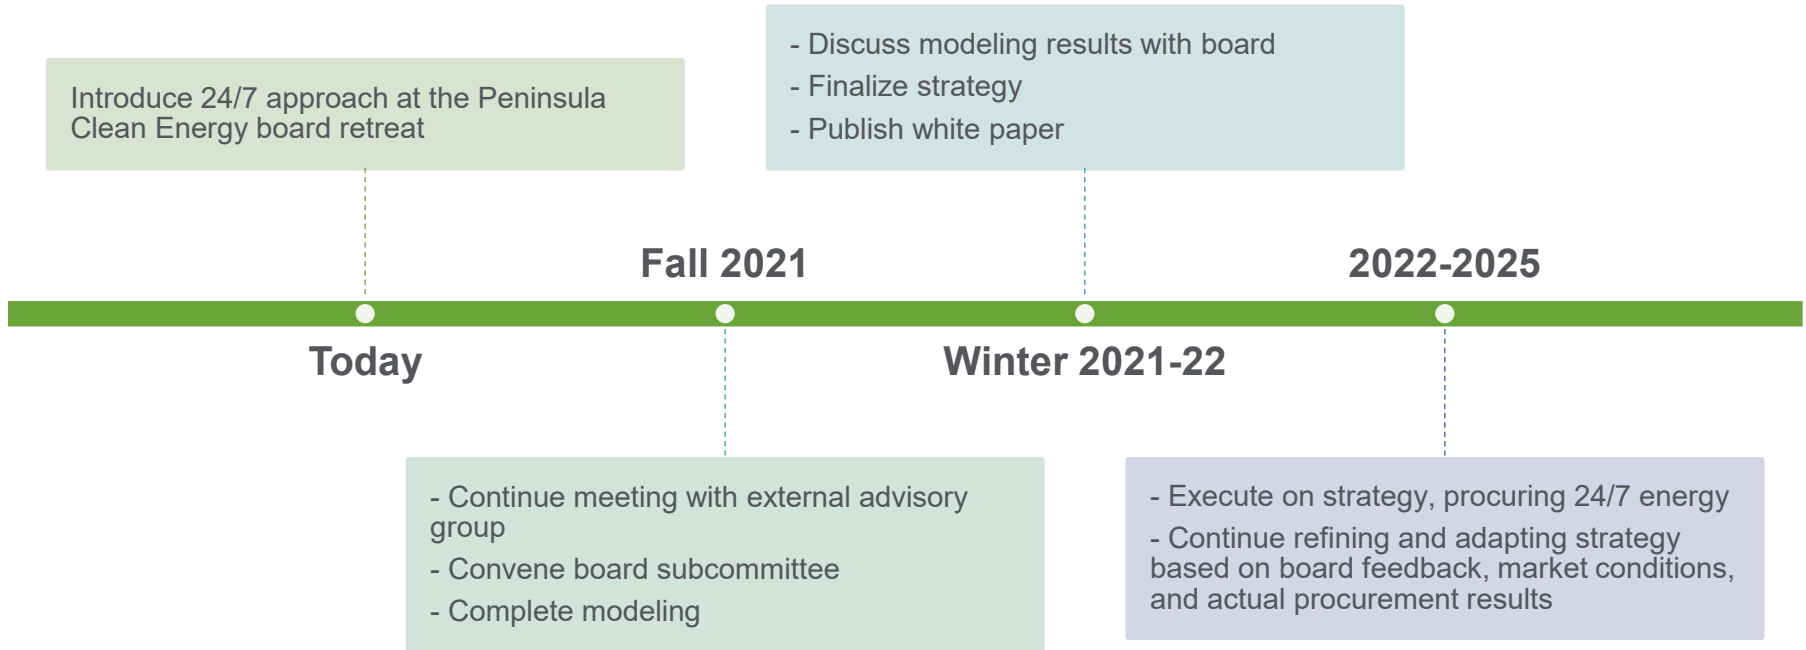 Introduce 24/7 approach at the Peninsula
Clean Energy board retreat
Today
Fall 2021
- Continue meeting with external advisory
group
- Convene board subcommittee
- Complete modeling
- Discuss modeling results with board
- Finalize strategy
- Publish white paper
Winter 2021-22
2022-2025
- Execute on strategy, procuring 24/7 energy
- Continue refining and adapting strategy
based on board feedback, market conditions,
and actual procurement results